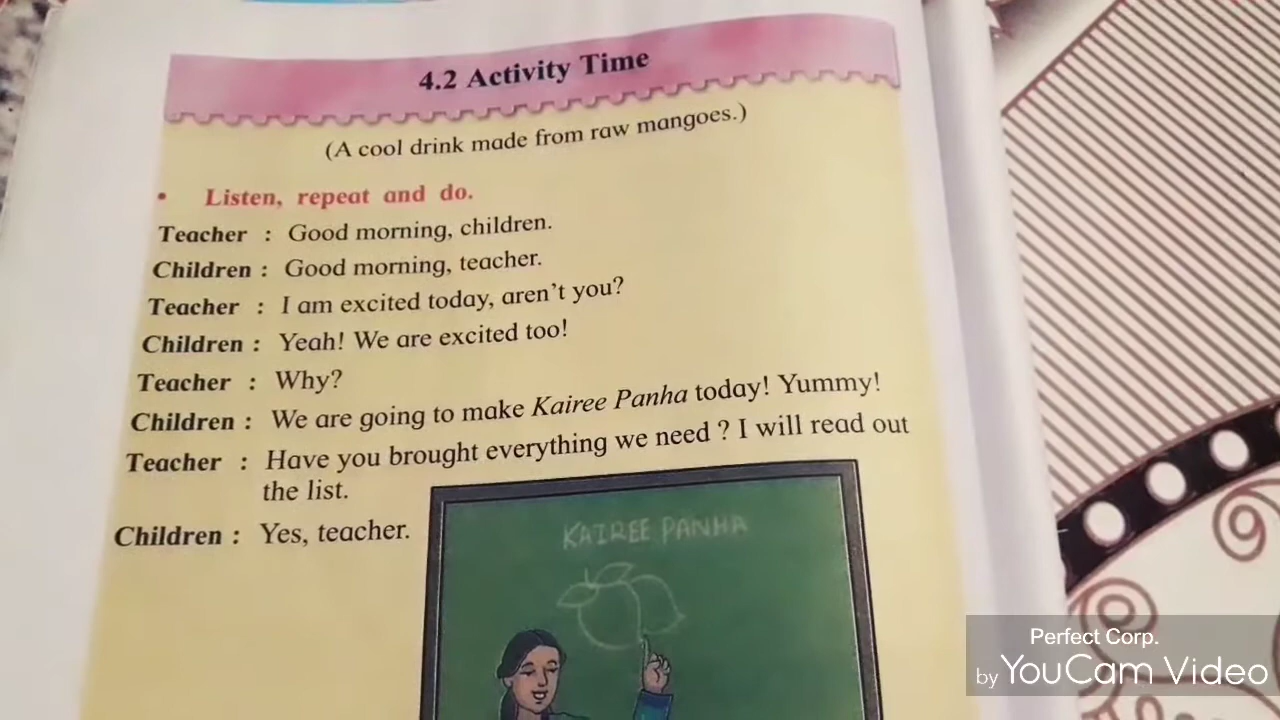 4.2 Activity Time
(A cool drink made from raw mangoes.)
• Listen, repeat and do.
Teacher : Good morning, children.
Children : Good morning, teacher.
Teacher : I am excited today, aren't you?
Children : Yeah! We are excited too!
Teacher : Why?
Children : We are going to make Kairee Panha today! Yummy!
Teacher : Have you brought everything we need ? I will read out
the list.
Children : Yes, teacher.
KAIREE PANHA
Perfect Corp.
by YouCam Video